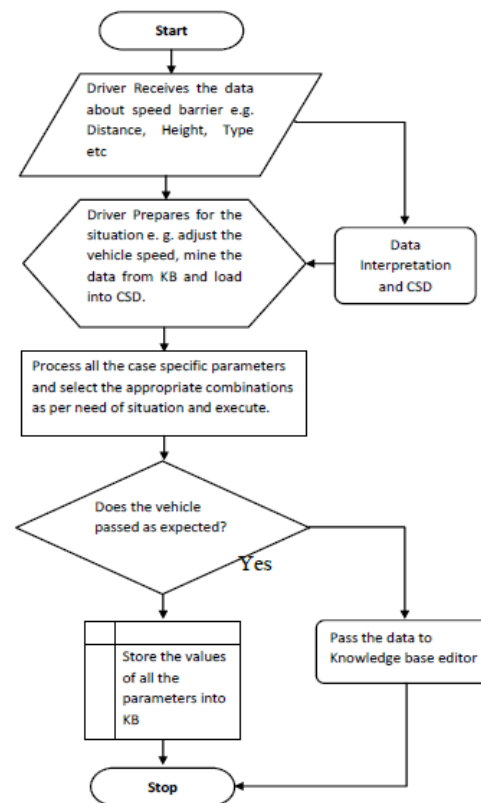 Start
Driver Receives the data
about speed barrier e.g.
Distance, Height, Type
etc
Driver Prepares for the
situation e. g. adjust the
vehicle speed, mine the
data from KB and load
into CSD.
Data
Interpretation
and CSD
Process all the case specific parameters
and select the appropriate combinations
as per need of situation and execute.
Does the vehicle
passed as expected?
Yes
Store the values
of all the
parameters into
KB
Pass the data to
Knowledge base editor
Stop